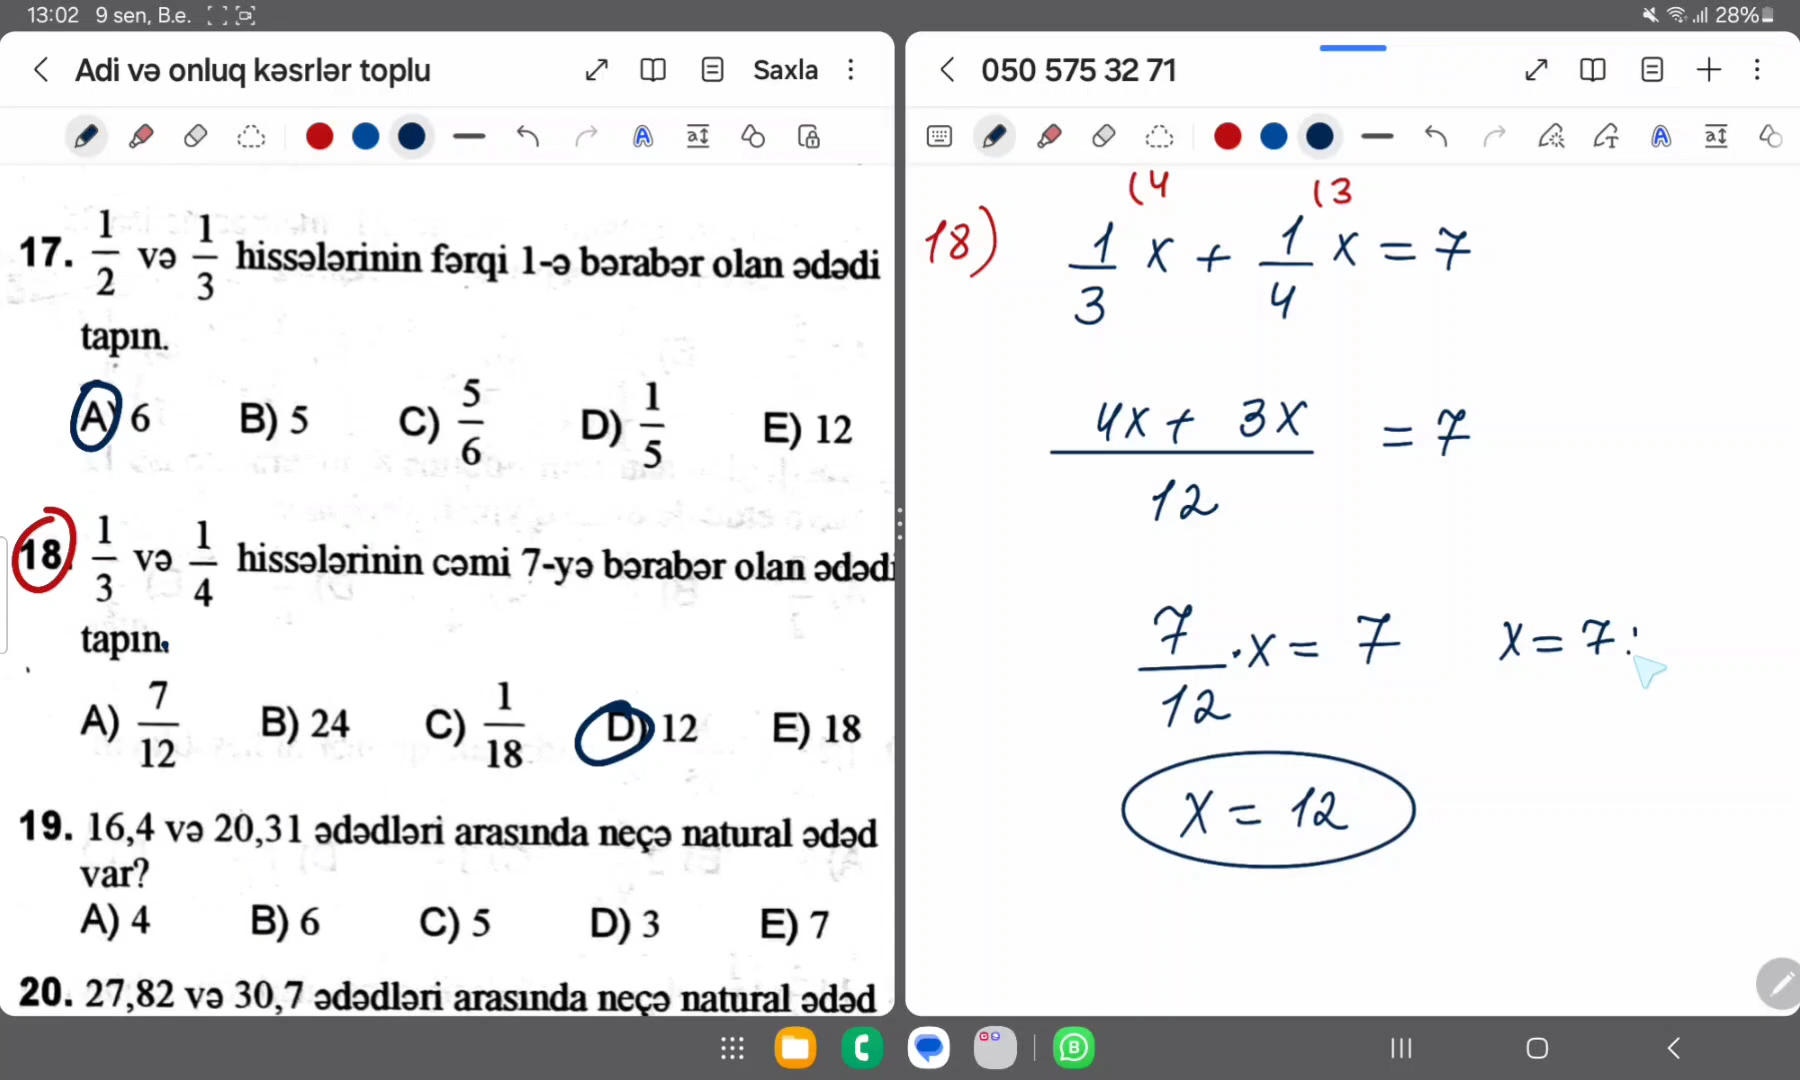 13:02 9 sen, B.e. 28%
Adi və onluq kəsrlər toplu Saxla
17. 1/2 və 1/3 hissələrinin fərqi 1-ə bərabər olan ədədi
tapın.
A) 6 B) 5 C) 5/6 D) 1/5 E) 12
18. 1/3 və 1/4 hissələrinin cəmi 7-yə bərabər olan ədədi
tapın.
A) 7/12 B) 24 C) 1/18 D) 12 E) 18
19. 16,4 və 20,31 ədədləri arasında neçə natural ədəd
var?
A) 4 B) 6 C) 5 D) 3 E) 7
20. 27,82 və 30,7 ədədləri arasında neçə natural ədəd
050 575 32 71
(4 (3
18) 1/3 x + 1/4 x = 7
4x + 3x / 12 = 7
7/12 · x = 7 x = 7 :
x = 12